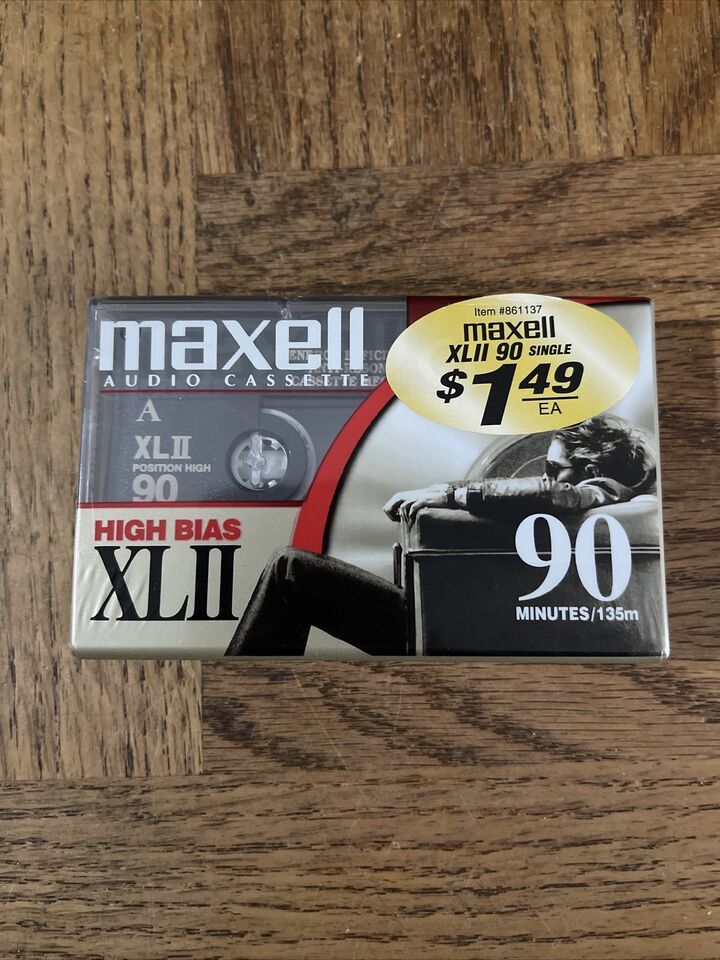 maxell
AUDIO CASSETTE
A
XLII
POSITION HIGH
90
HIGH BIAS
XLII
Item #861137
maxell
XLII 90 SINGLE
$1 49
EA
90
MINUTES/135m